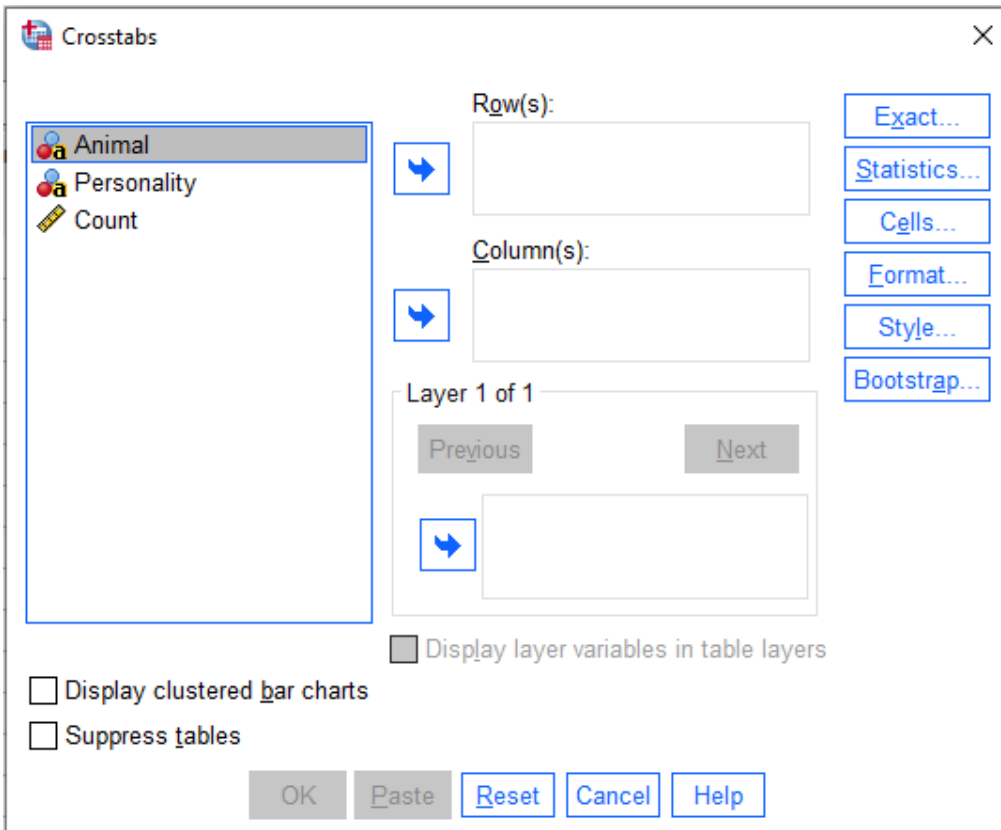 Crosstabs
Animal
Personality
Count
Row(s):
Column(s):
Layer 1 of 1
Previous
Next
Display layer variables in table layers
Exact...
Statistics...
Cells...
Format...
Style...
Bootstrap...
Display clustered bar charts
Suppress tables
OK Paste Reset Cancel Help